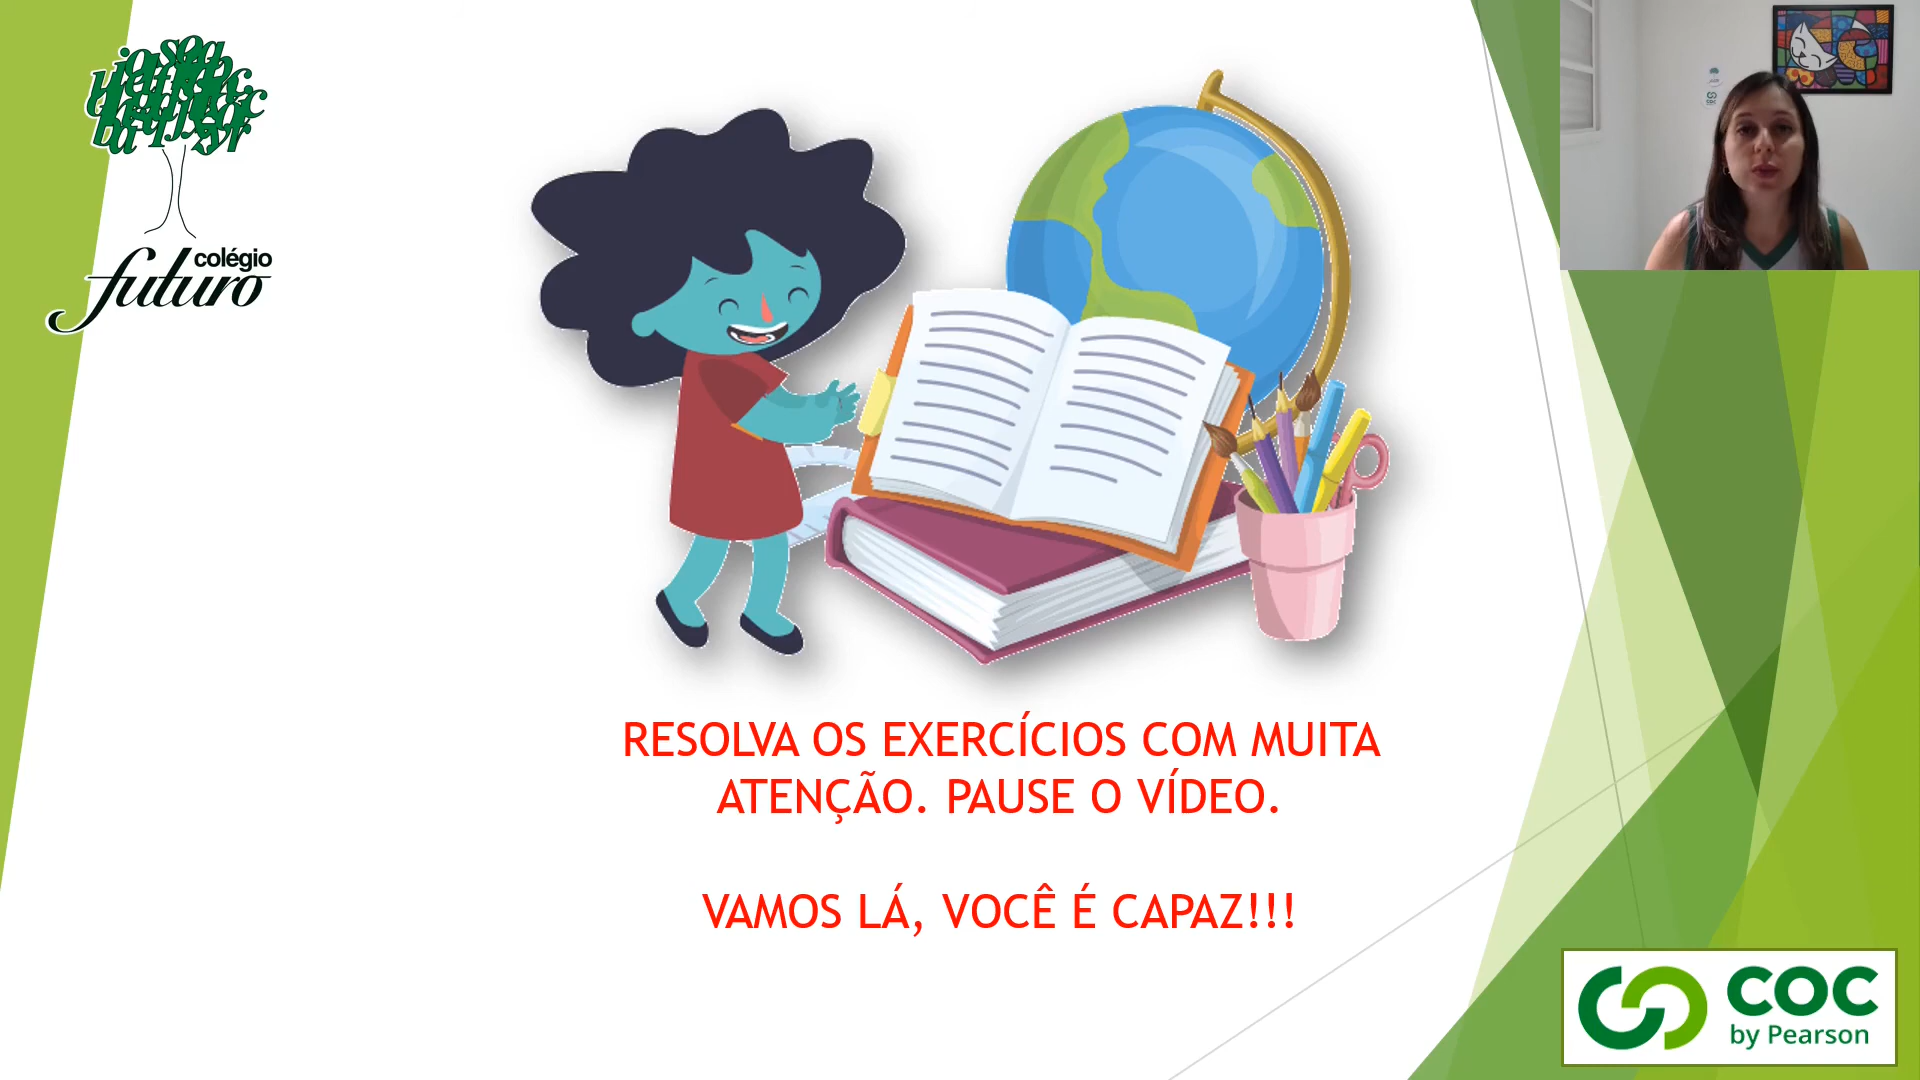 colégio
futuro
RESOLVA OS EXERCÍCIOS COM MUITA
ATENÇÃO. PAUSE O VÍDEO.
VAMOS LÁ, VOCÊ É CAPAZ!!!
COC
by Pearson